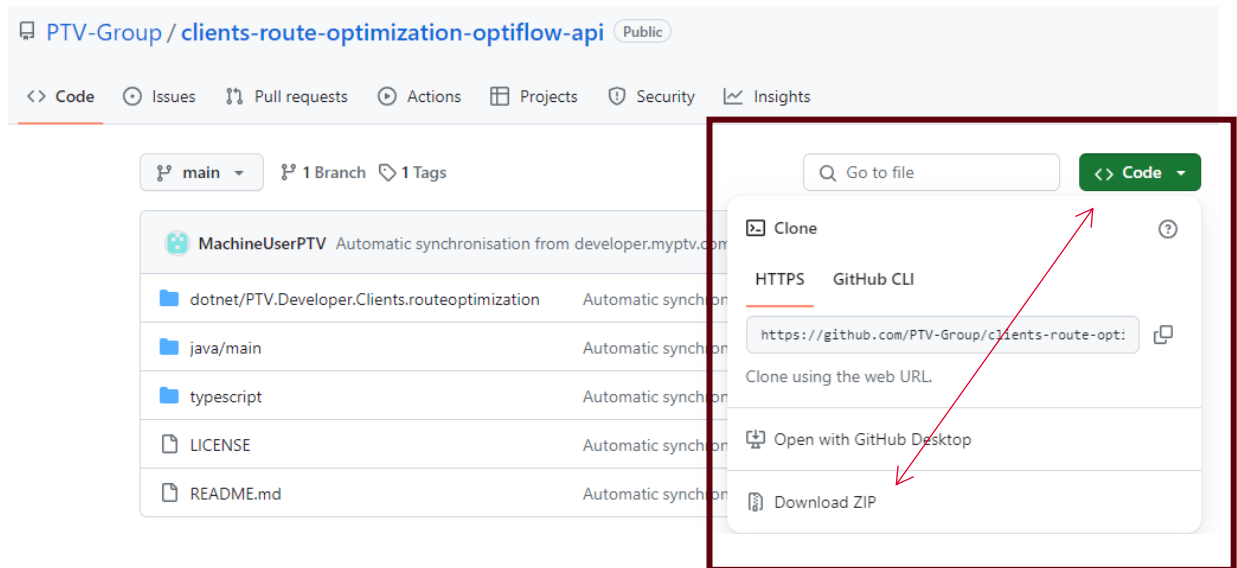 PTV-Group / clients-route-optimization-optiflow-api Public
<> Code Issues Pull requests Actions Projects Security Insights
main 1 Branch 1 Tags Go to file <> Code
MachineUserPTV Automatic synchronisation from developer.myptv.com
dotnet/PTV.Developer.Clients.routeoptimization Automatic synchron
java/main Automatic synchron
typescript Automatic synchron
LICENSE Automatic synchron
README.md Automatic synchron
Clone
HTTPS GitHub CLI
https://github.com/PTV-Group/clients-route-opti
Clone using the web URL.
Open with GitHub Desktop
Download ZIP